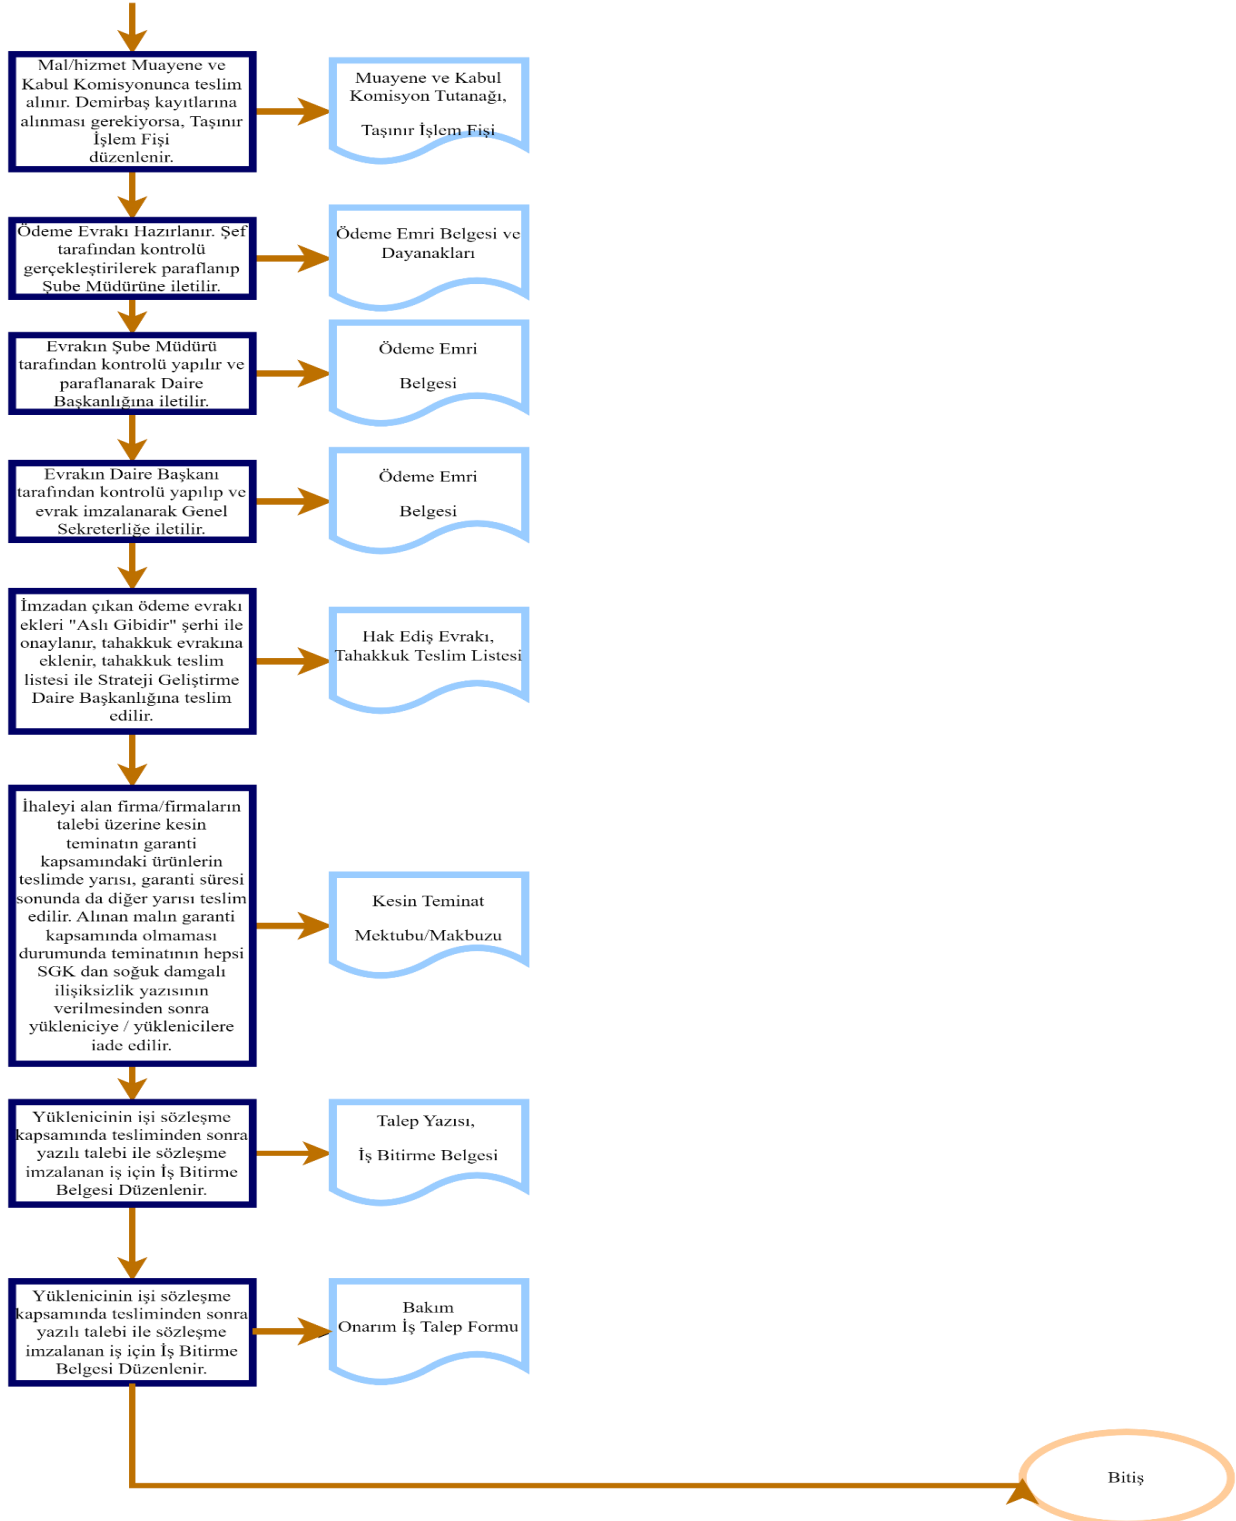 Mal/hizmet Muayene ve
Kabul Komisyonunca teslim
alınır. Demirbaş kayıtlarına
alınması gerekiyorsa, Taşınır
İşlem Fişi
düzenlenir.
Muayene ve Kabul
Komisyon Tutanağı,
Taşınır İşlem Fişi
Ödeme Evrakı Hazırlanır. Şef
tarafından kontrolü
gerçekleştirilerek paraflanıp
Şube Müdürüne iletilir.
Ödeme Emri Belgesi ve
Dayanakları
Evrakın Şube Müdürü
tarafından kontrolü yapılır ve
paraflanarak Daire
Başkanlığına iletilir.
Ödeme Emri
Belgesi
Evrakın Daire Başkanı
tarafından kontrolü yapılıp ve
evrak imzalanarak Genel
Sekreterliğe iletilir.
Ödeme Emri
Belgesi
İmzadan çıkan ödeme evrakı
ekleri "Aslı Gibidir" şerhi ile
onaylanır, tahakkuk evrakına
eklenir, tahakkuk teslim
listesi ile Strateji Geliştirme
Daire Başkanlığına teslim
edilir.
Hak Ediş Evrakı,
Tahakkuk Teslim Listesi
İhaleyi alan firma/firmaların
talebi üzerine kesin
teminatın garanti
kapsamındaki ürünlerin
teslimde yarısı, garanti süresi
sonunda da diğer yarısı teslim
edilir. Alınan malın garanti
kapsamında olmaması
durumunda teminatının hepsi
SGK dan soğuk damgalı
ilişiksizlik yazısının
verilmesinden sonra
yükleniciye / yüklenicilere
iade edilir.
Kesin Teminat
Mektubu/Makbuzu
Yüklenicinin işi sözleşme
kapsamında tesliminden sonra
yazılı talebi ile sözleşme
imzalanan iş için İş Bitirme
Belgesi Düzenlenir.
Talep Yazısı,
İş Bitirme Belgesi
Yüklenicinin işi sözleşme
kapsamında tesliminden sonra
yazılı talebi ile sözleşme
imzalanan iş için İş Bitirme
Belgesi Düzenlenir.
Bakım
Onarım İş Talep Formu
Bitiş